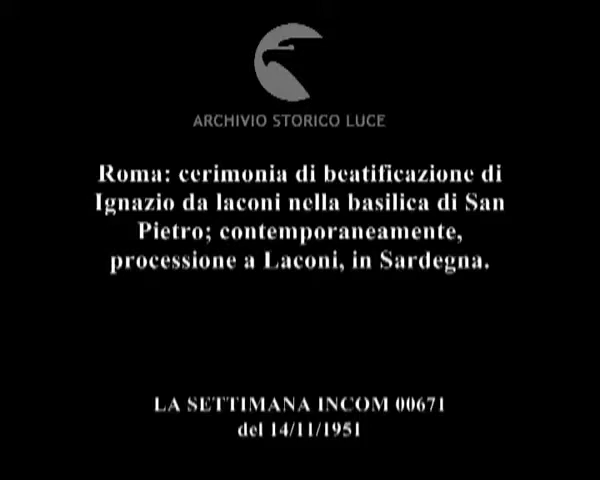 ARCHIVIO STORICO LUCE
Roma: cerimonia di beatificazione di
Ignazio da laconi nella basilica di San
Pietro; contemporaneamente,
processione a Laconi, in Sardegna.
LA SETTIMANA INCOM 00671
del 14/11/1951